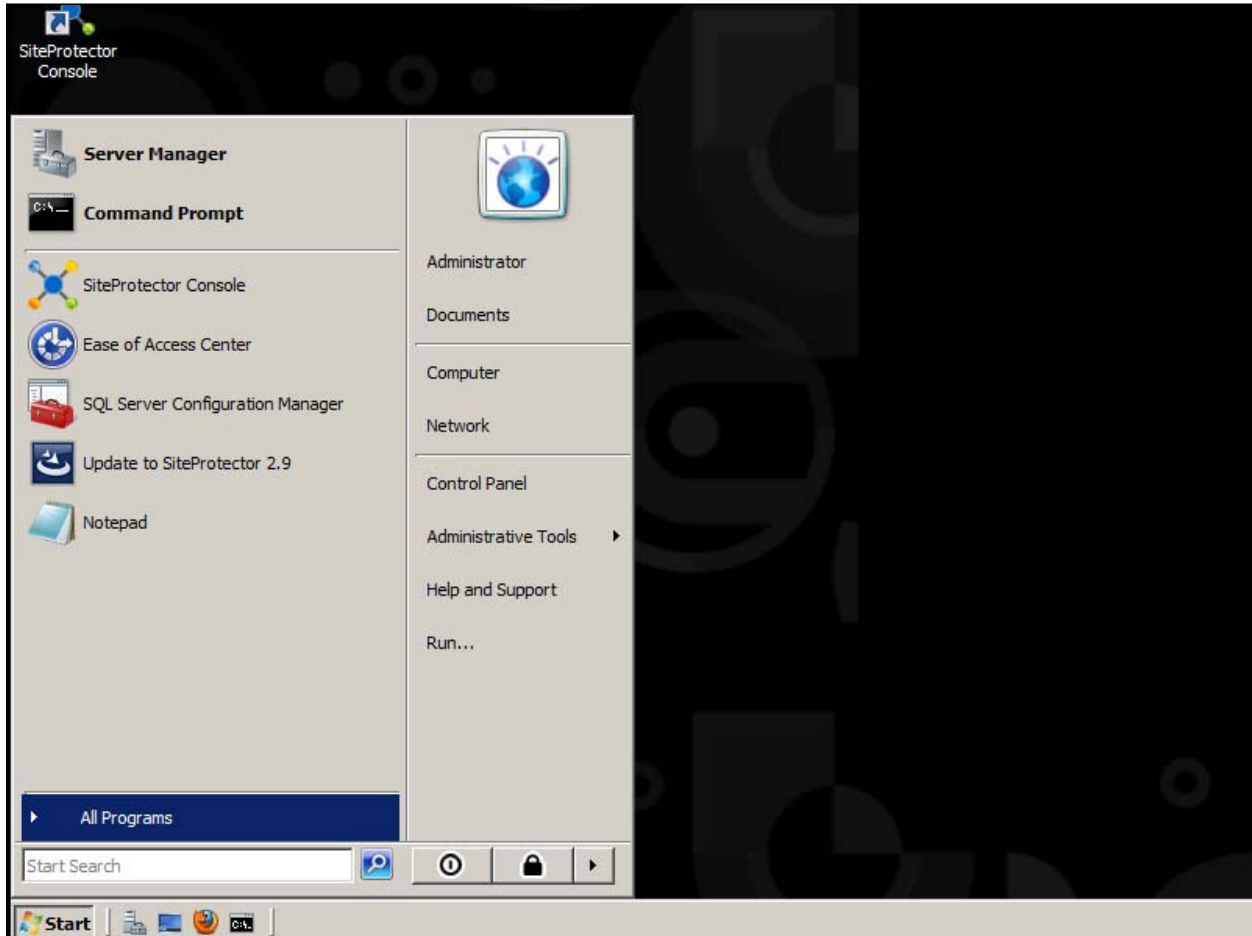 SiteProtector
Console
Server Manager
Command Prompt
SiteProtector Console
Ease of Access Center
SQL Server Configuration Manager
Update to SiteProtector 2.9
Notepad
All Programs
Start Search
Administrator
Documents
Computer
Network
Control Panel
Administrative Tools
Help and Support
Run...
Start